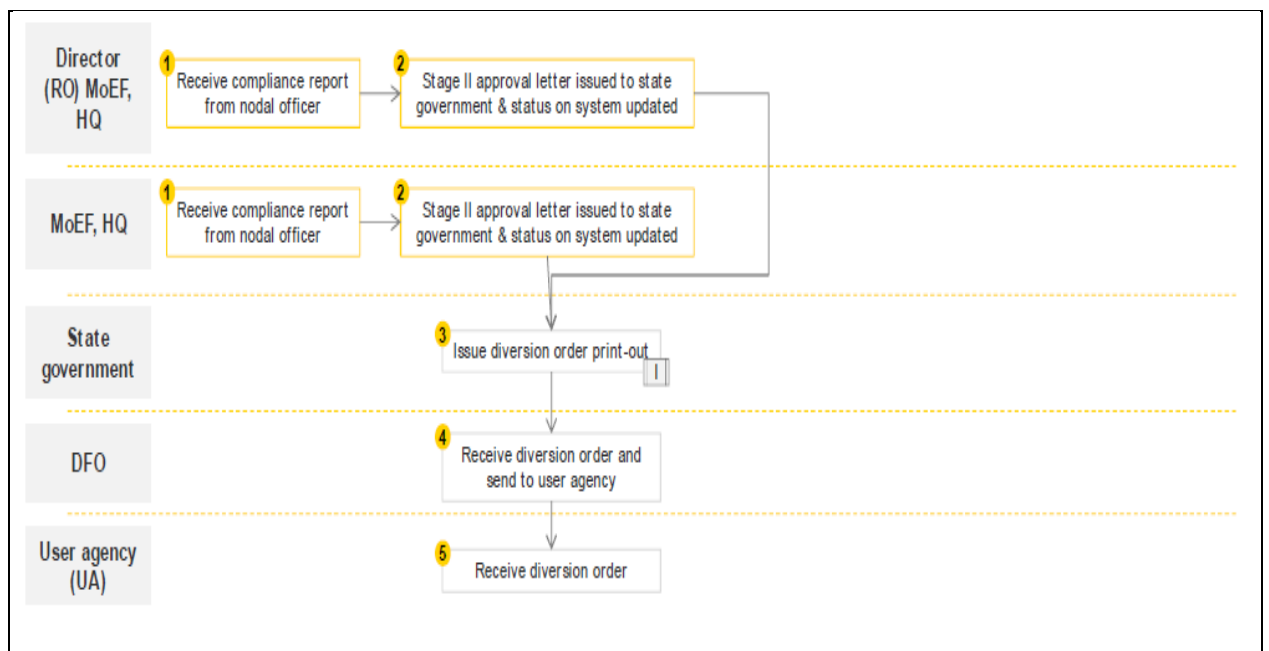 Director
(RO) MoEF,
HQ
1
Receive compliance report
from nodal officer
2
Stage II approval letter issued to state
government & status on system updated
MoEF, HQ
1
Receive compliance report
from nodal officer
2
Stage II approval letter issued to state
government & status on system updated
State
government
3
Issue diversion order print-out
I
DFO
4
Receive diversion order and
send to user agency
User agency
(UA)
5
Receive diversion order